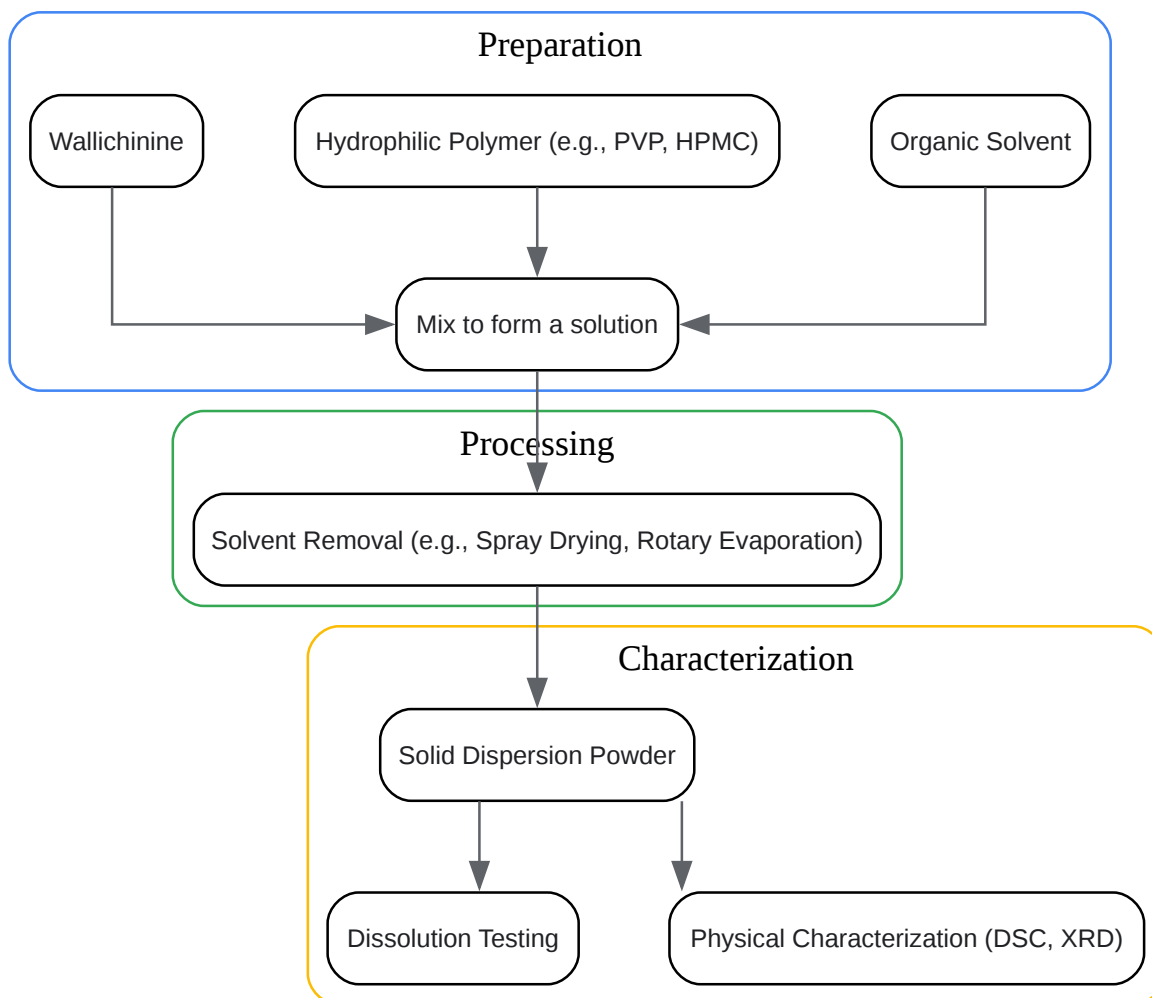 Preparation
Wallichinine
Hydrophilic Polymer (e.g., PVP, HPMC)
Organic Solvent
Mix to form a solution
Processing
Solvent Removal (e.g., Spray Drying, Rotary Evaporation)
Characterization
Solid Dispersion Powder
Dissolution Testing
Physical Characterization (DSC, XRD)